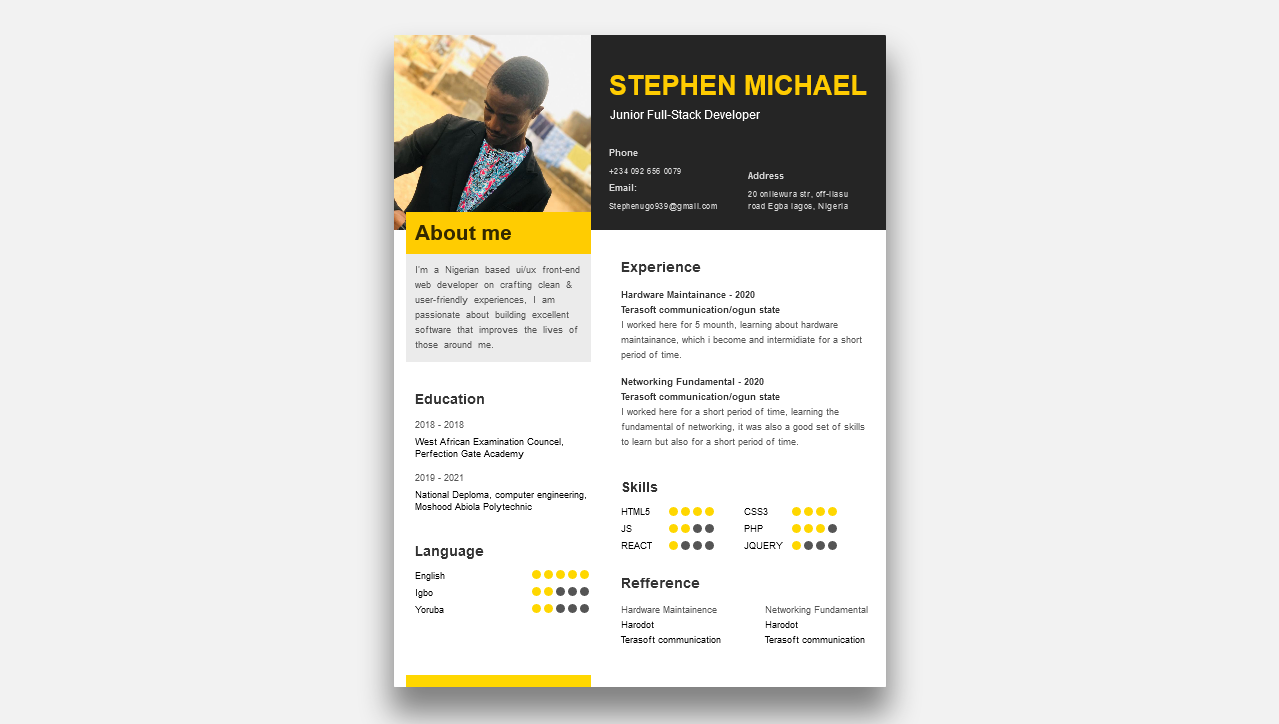 STEPHEN MICHAEL
Junior Full-Stack Developer
Phone
+234 092 656 0079
Email:
Stephenugo939@gmail.com
Address
20 onilewura str, off-ilasu
road Egba lagos, Nigeria
About me
I'm a Nigerian based ui/ux front-end
web developer on crafting clean &
user-friendly experiences, I am
passionate about building excellent
software that improves the lives of
those around me.
Education
2018 - 2018
West African Examination Councel,
Perfection Gate Academy
2019 - 2021
National Deploma, computer engineering,
Moshood Abiola Polytechnic
Language
English
Igbo
Yoruba
Experience
Hardware Maintainance - 2020
Terasoft communication/ogun state
I worked here for 5 mounth, learning about hardware
maintainance, which i become and intermidiate for a short
period of time.
Networking Fundamental - 2020
Terasoft communication/ogun state
I worked here for a short period of time, learning the
fundamental of networking, it was also a good set of skills
to learn but also for a short period of time.
Skills
HTML5 CSS3
JS PHP
REACT JQUERY
Refference
Hardware Maintainence Networking Fundamental
Harodot Harodot
Terasoft communication Terasoft communication